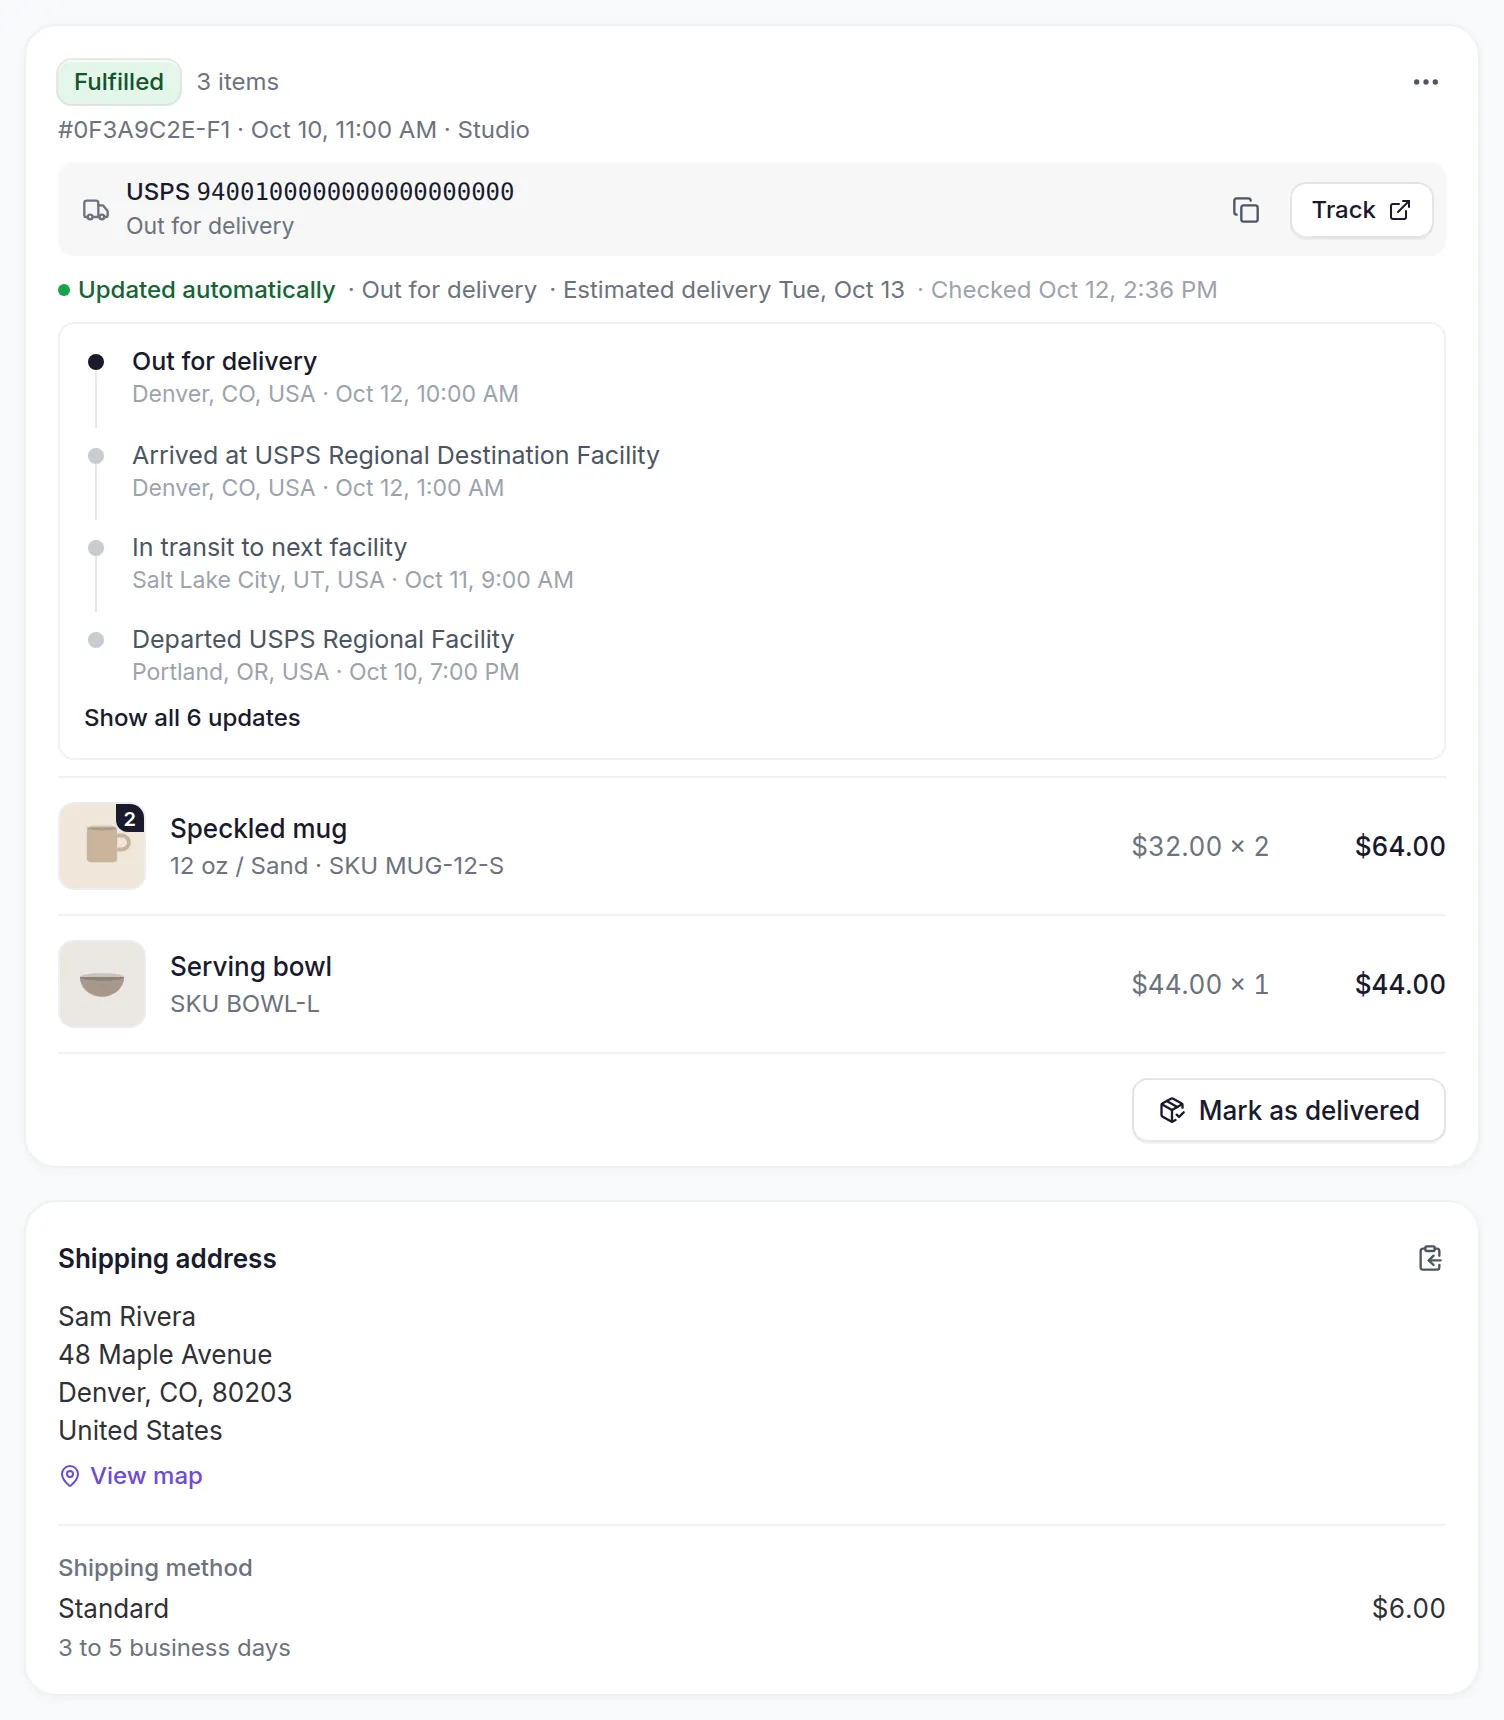 Fulfilled 3 items
#0F3A9C2E-F1 · Oct 10, 11:00 AM · Studio
USPS 9400100000000000000000
Out for delivery
Track
Updated automatically · Out for delivery · Estimated delivery Tue, Oct 13 · Checked Oct 12, 2:36 PM
Out for delivery
Denver, CO, USA · Oct 12, 10:00 AM
Arrived at USPS Regional Destination Facility
Denver, CO, USA · Oct 12, 1:00 AM
In transit to next facility
Salt Lake City, UT, USA · Oct 11, 9:00 AM
Departed USPS Regional Facility
Portland, OR, USA · Oct 10, 7:00 PM
Show all 6 updates
2
Speckled mug
12 oz / Sand · SKU MUG-12-S
$32.00 × 2 $64.00
Serving bowl
SKU BOWL-L
$44.00 × 1 $44.00
Mark as delivered
Shipping address
Sam Rivera
48 Maple Avenue
Denver, CO, 80203
United States
View map
Shipping method
Standard $6.00
3 to 5 business days